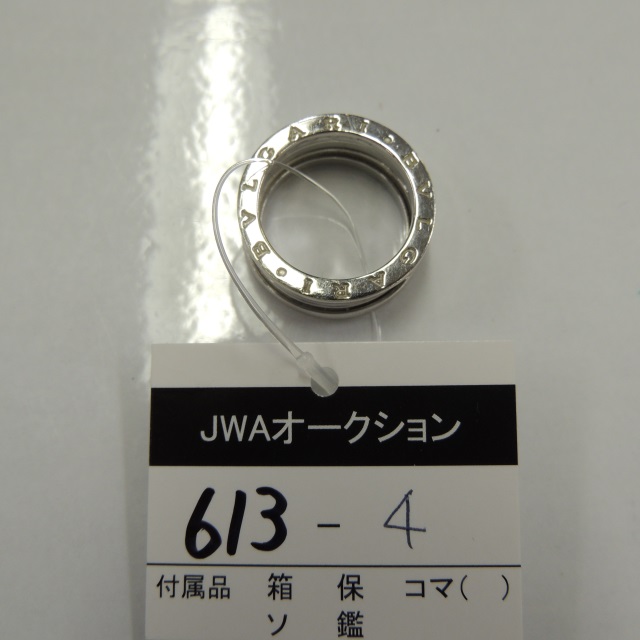 BVLGARI • BVLGARI
JWAオークション
613 - 4
付属品 箱 保 コマ( )
ソ 鑑